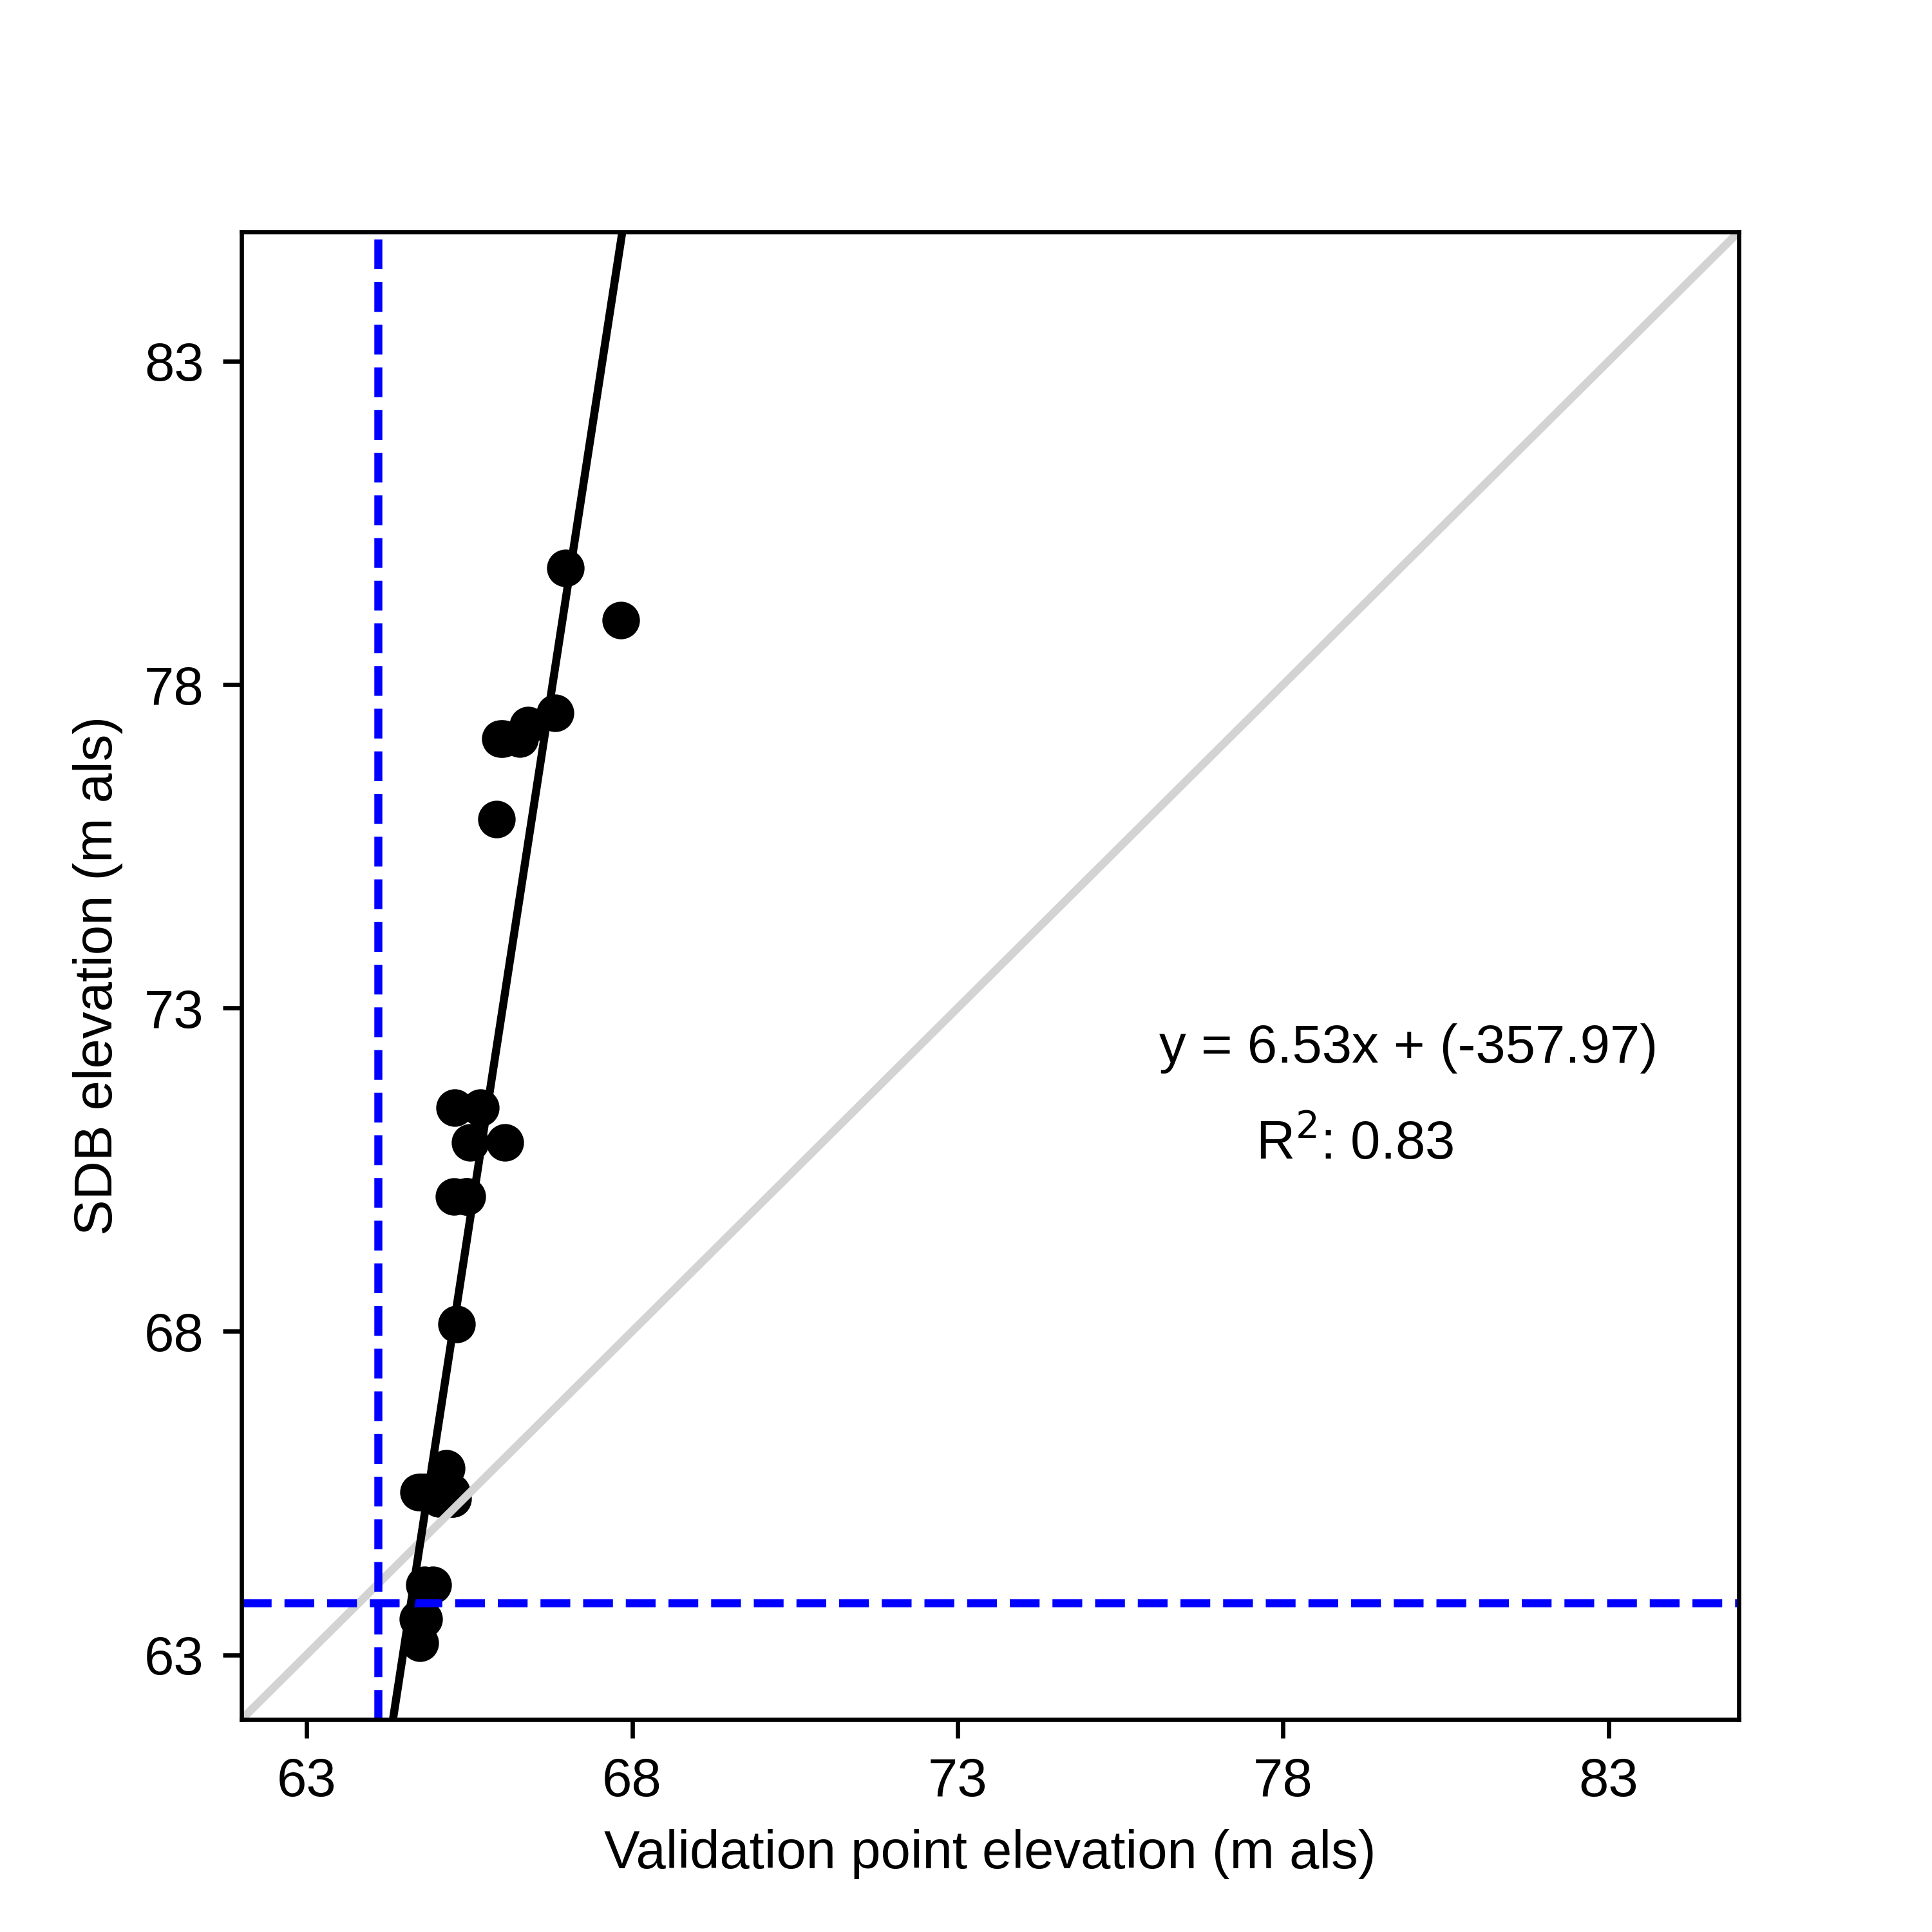 83
78
73
68
63
SDB elevation (m als)
y = 6.53x + (-357.97)
R²: 0.83
63 68 73 78 83
Validation point elevation (m als)